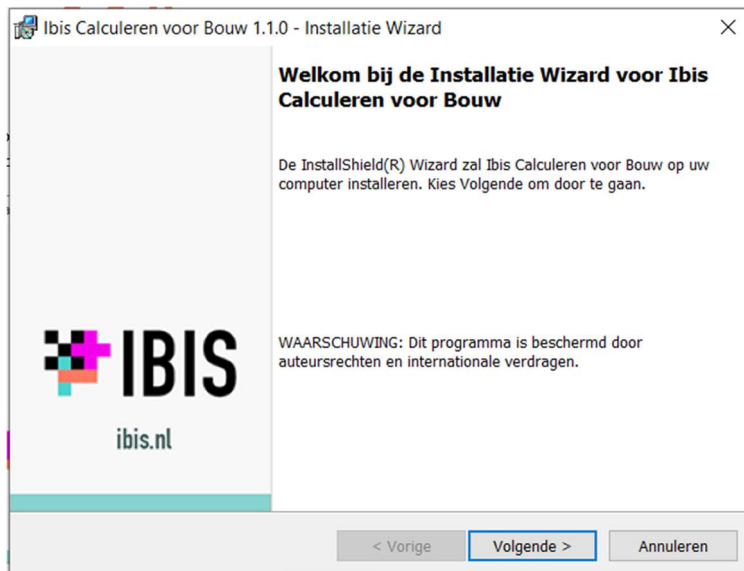 Ibis Calculeren voor Bouw 1.1.0 - Installatie Wizard
Welkom bij de Installatie Wizard voor Ibis
Calculeren voor Bouw
De InstallShield(R) Wizard zal Ibis Calculeren voor Bouw op uw
computer installeren. Kies Volgende om door te gaan.
WAARSCHUWING: Dit programma is beschermd door
auteursrechten en internationale verdragen.
IBIS
ibis.nl
< Vorige
Volgende >
Annuleren